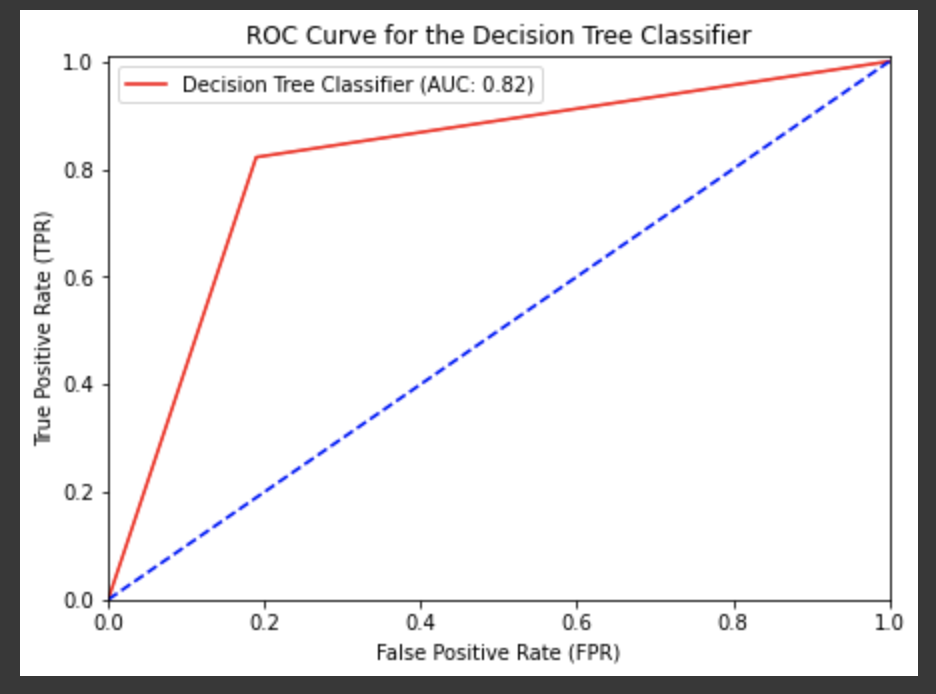 ROC Curve for the Decision Tree Classifier
Decision Tree Classifier (AUC: 0.82)
True Positive Rate (TPR)
1.0
0.8
0.6
0.4
0.2
0.0
0.0 0.2 0.4 0.6 0.8 1.0
False Positive Rate (FPR)